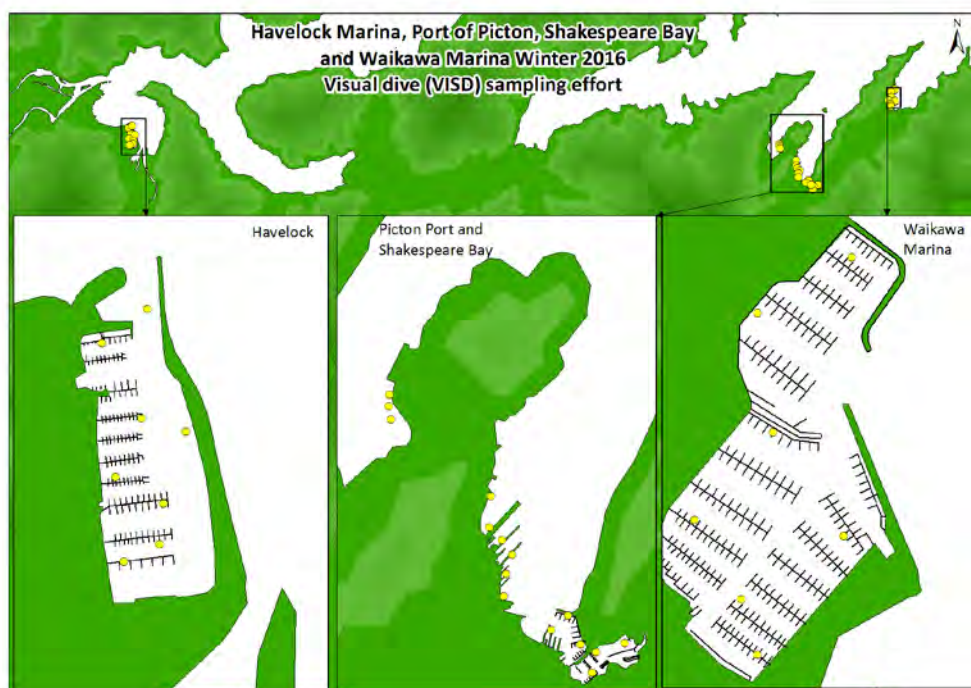 Havelock Marina, Port of Picton, Shakespeare Bay
and Waikawa Marina Winter 2016
Visual dive (VISD) sampling effort
N
Havelock
Picton Port and
Shakespeare Bay
Waikawa
Marina